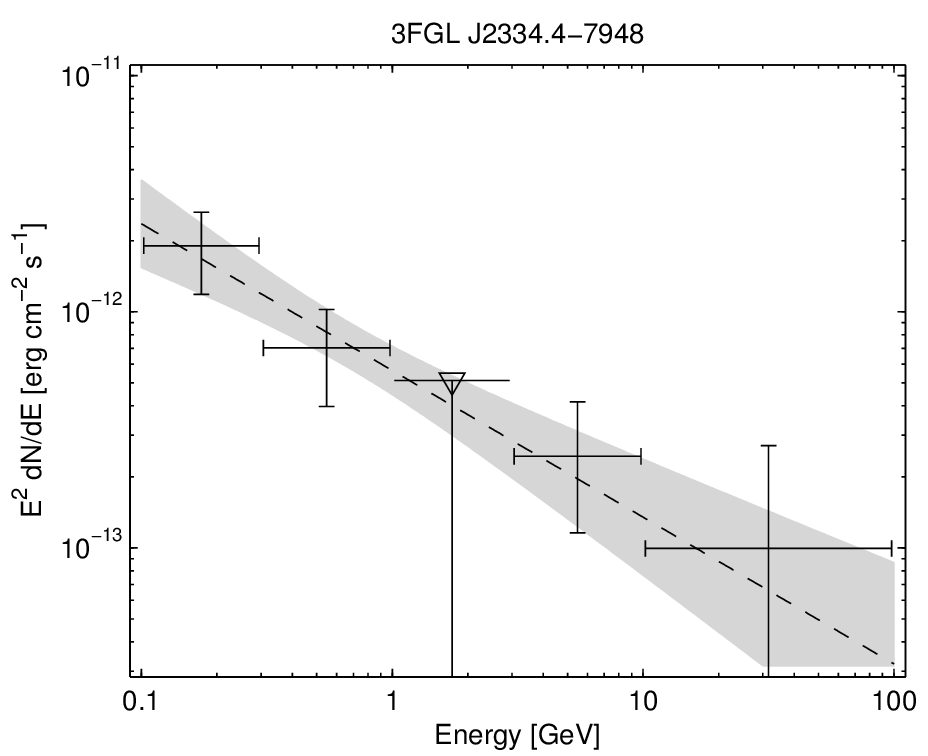 3FGL J2334.4−7948
E² dN/dE [erg cm⁻² s⁻¹]
10⁻¹¹
10⁻¹²
10⁻¹³
0.1 1 10 100
Energy [GeV]